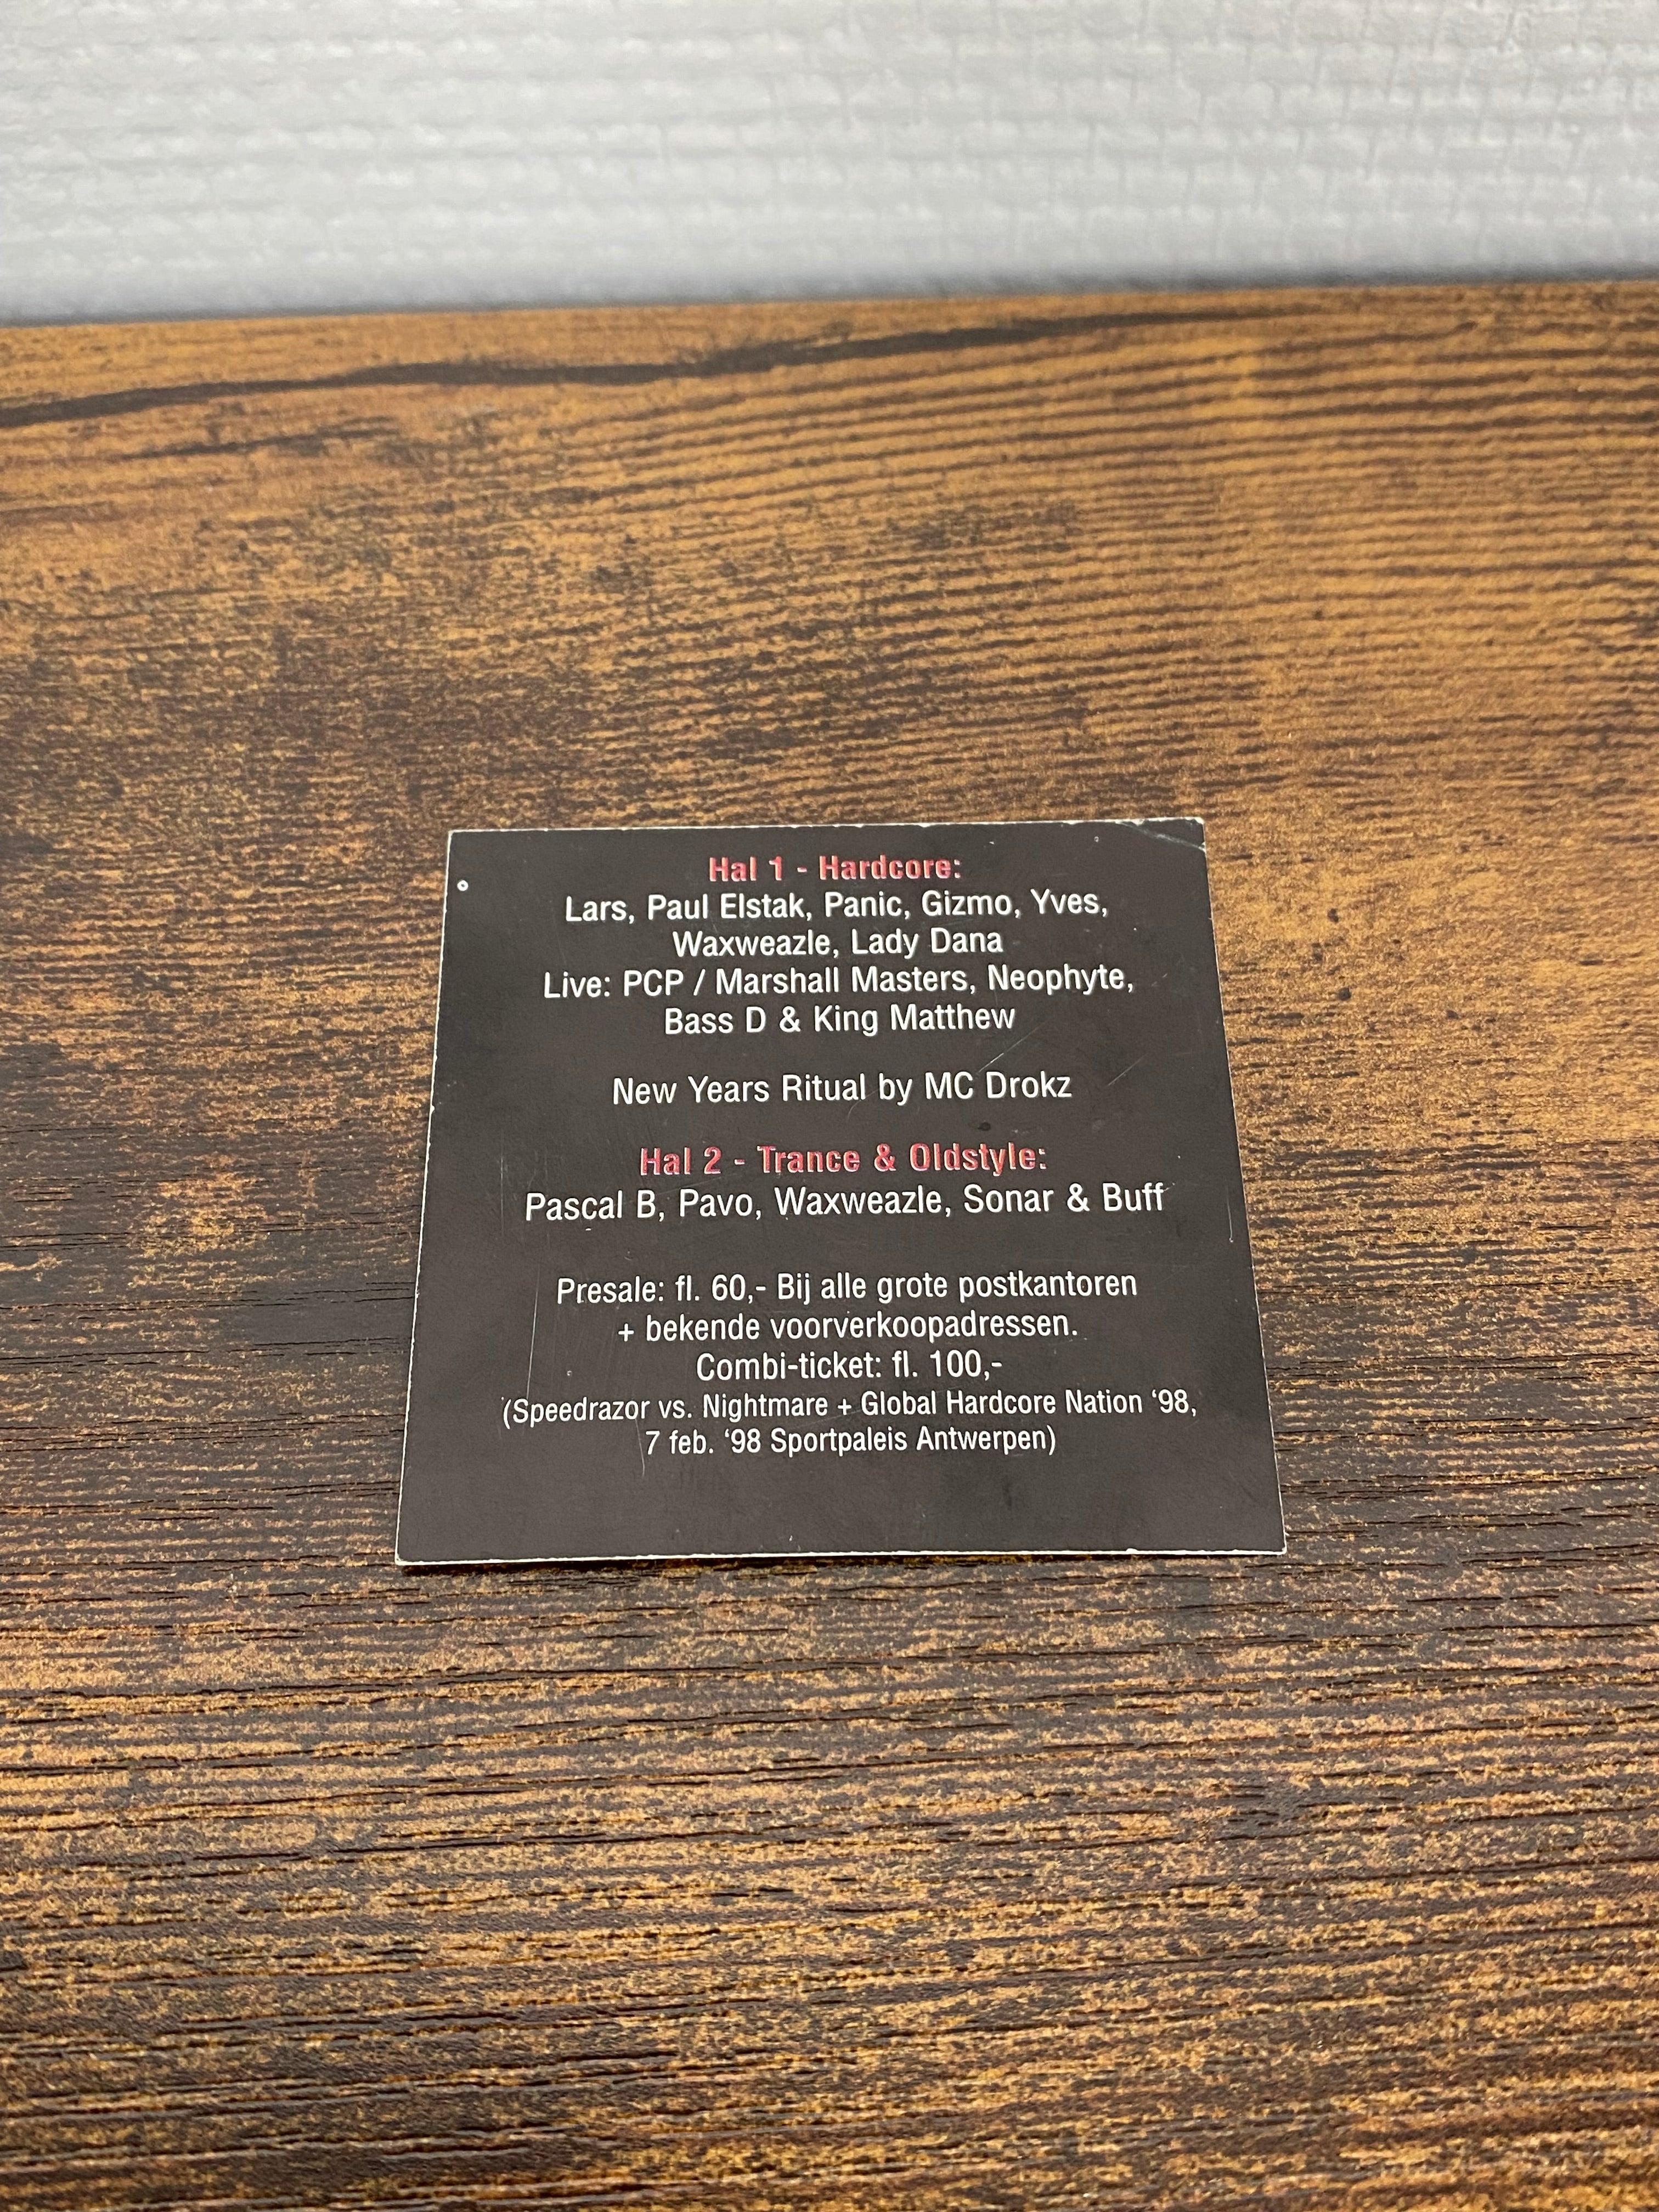 Hal 1 - Hardcore:
Lars, Paul Elstak, Panic, Gizmo, Yves,
Waxweazle, Lady Dana
Live: PCP / Marshall Masters, Neophyte,
Bass D & King Matthew
New Years Ritual by MC Drokz
Hal 2 - Trance & Oldstyle:
Pascal B, Pavo, Waxweazle, Sonar & Buff
Presale: fl. 60,- Bij alle grote postkantoren
+ bekende voorverkoopadressen.
Combi-ticket: fl. 100,-
(Speedrazor vs. Nightmare + Global Hardcore Nation ‘98,
7 feb. ‘98 Sportpaleis Antwerpen)